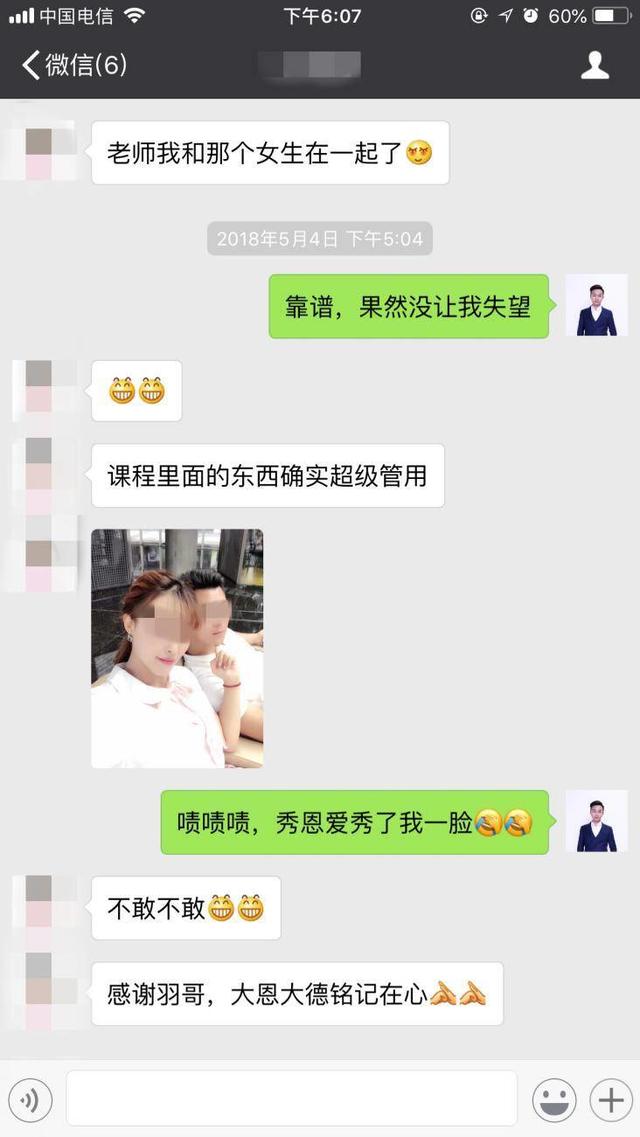 中国电信
下午6:07
60%
微信(6)
老师我和那个女生在一起了
2018年5月4日 下午5:04
靠谱，果然没让我失望
课程里面的东西确实超级管用
啧啧啧，秀恩爱秀了我一脸
不敢不敢
感谢羽哥，大恩大德铭记在心